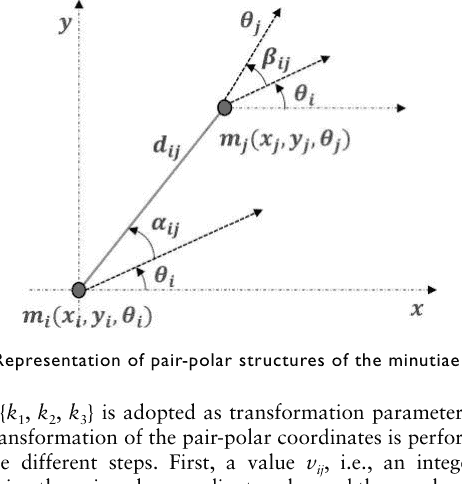 y
θj
βij
θi
dij
mj(xj, yj, θj)
αij
θi
x
mi(xi, yi, θi)
Representation of pair-polar structures of the minutiae
{k1, k2, k3} is adopted as transformation parameter
ansformation of the pair-polar coordinates is perfor
e different steps. First, a value vij, i.e., an intege